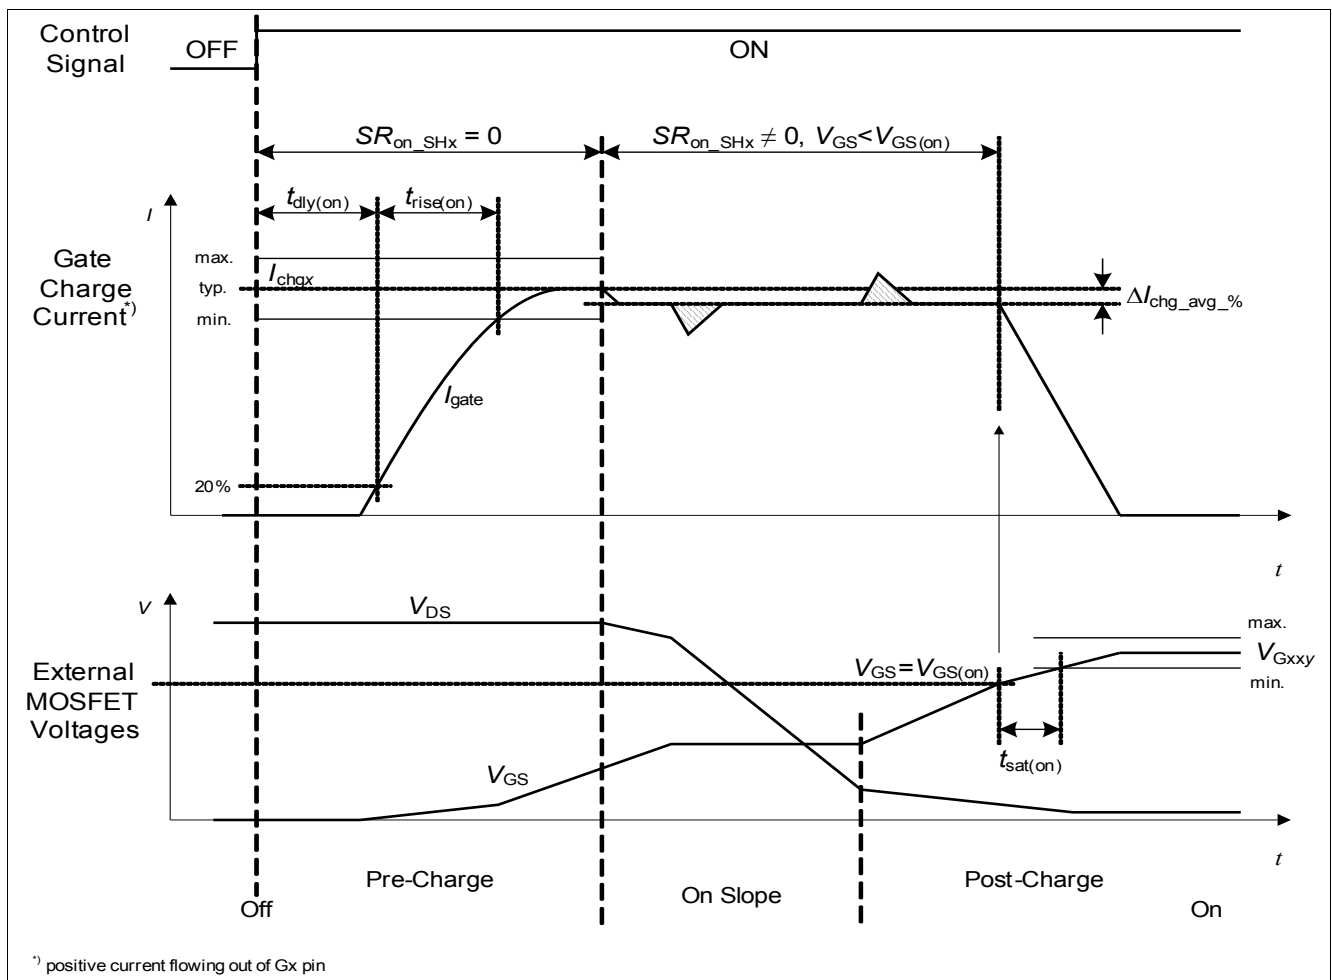 Control
Signal
OFF
ON
SRon_SHx = 0
SRon_SHx ≠ 0, VGS<VGS(on)
tdly(on)
trise(on)
I
Gate
Charge
Current*)
max.
typ.
min.
20%
Ichgx
Igate
ΔIchg_avg_%
t
V
External
MOSFET
Voltages
VDS
VGS
VGS=VGS(on)
max.
VGxxy
min.
tsat(on)
t
Pre-Charge
On Slope
Post-Charge
Off
On
*) positive current flowing out of Gx pin